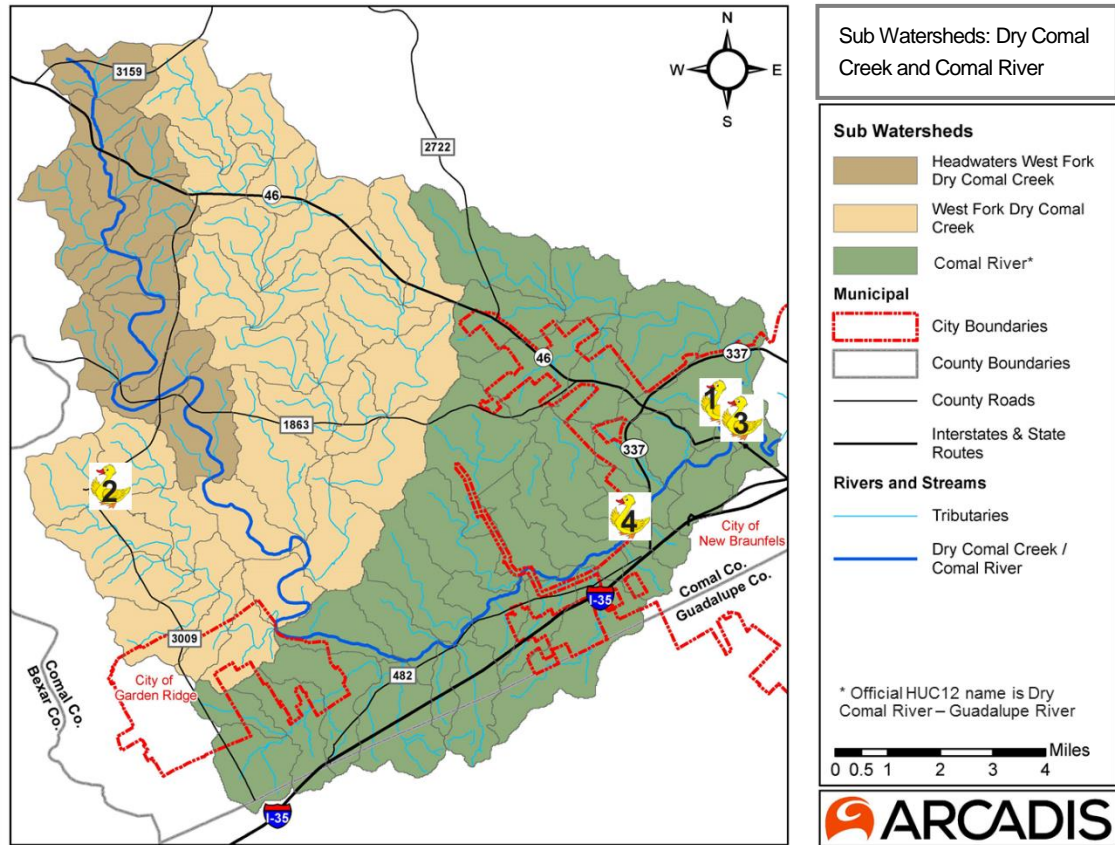 3159
2722
46
46
337
1
3
337
1863
2
4
City of
New Braunfels
Comal Co.
Guadalupe Co.
I-35
3009
482
City of
Garden Ridge
Comal Co.
Bexar Co.
I-35
N
W E
S
Sub Watersheds: Dry Comal
Creek and Comal River
Sub Watersheds
Headwaters West Fork
Dry Comal Creek
West Fork Dry Comal
Creek
Comal River*
Municipal
City Boundaries
County Boundaries
County Roads
Interstates & State
Routes
Rivers and Streams
Tributaries
Dry Comal Creek /
Comal River
* Official HUC12 name is Dry
Comal River – Guadalupe River
Miles
0 0.5 1 2 3 4
ARCADIS